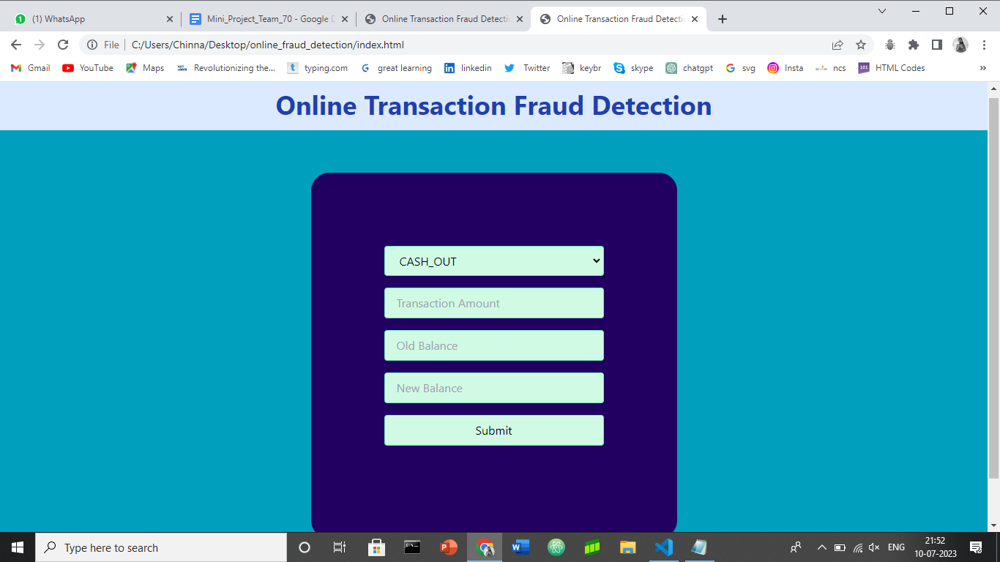 (1) WhatsApp
Mini_Project_Team_70 - Google D
Online Transaction Fraud Detectio
Online Transaction Fraud Detectio
File
C:/Users/Chinna/Desktop/online_fraud_detection/index.html
Gmail
YouTube
Maps
Revolutionizing the...
typing.com
great learning
linkedin
Twitter
keybr
skype
chatgpt
svg
Insta
ncs
HTML Codes
»
Online Transaction Fraud Detection
CASH_OUT
Transaction Amount
Old Balance
New Balance
Submit
Type here to search
ENG
21:52
10-07-2023